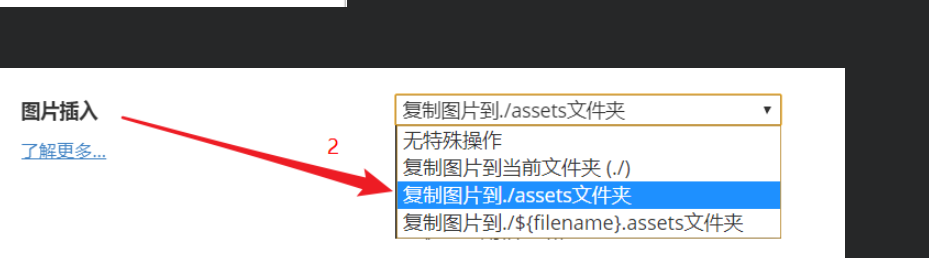 图片插入
复制图片到./assets文件夹
了解更多...
2
无特殊操作
复制图片到当前文件夹 (./)
复制图片到./assets文件夹
复制图片到./${filename}.assets文件夹